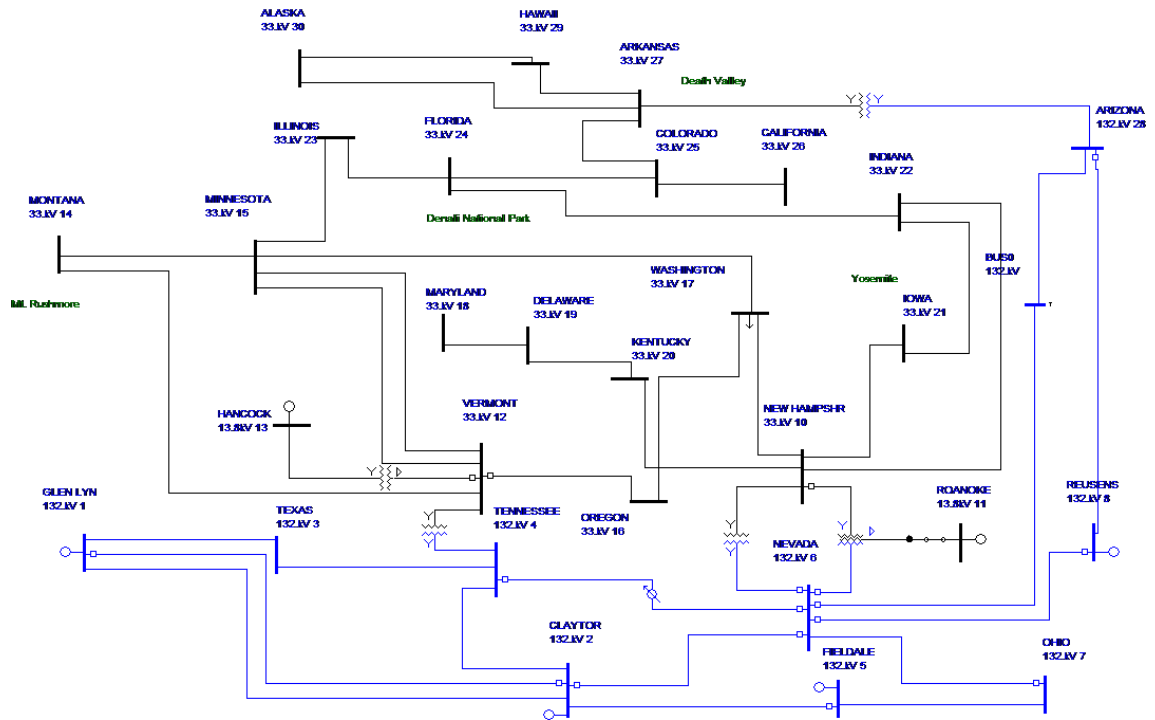 ALASKA
33.kV 30
HAWAII
33.kV 29
ARKANSAS
33.kV 27
Death Valley
ARIZONA
132.kV 28
ILLINOIS
33.kV 23
FLORIDA
33.kV 24
COLORADO
33.kV 25
CALIFORNIA
33.kV 26
INDIANA
33.kV 22
MONTANA
33.kV 14
MINNESOTA
33.kV 15
Denali National Park
WASHINGTON
33.kV 17
Yosemite
BUS0
132.kV
Mt. Rushmore
MARYLAND
33.kV 18
DELAWARE
33.kV 19
IOWA
33.kV 21
KENTUCKY
33.kV 20
HANCOCK
13.8kV 13
VERMONT
33.kV 12
NEW HAMPSHR
33.kV 10
GLEN LYN
132.kV 1
TEXAS
132.kV 3
TENNESSEE
132.kV 4
OREGON
33.kV 16
NEVADA
132.kV 6
ROANOKE
13.8kV 11
REUSENS
132.kV 8
CLAYTOR
132.kV 2
FIELDALE
132.kV 5
OHIO
132.kV 7